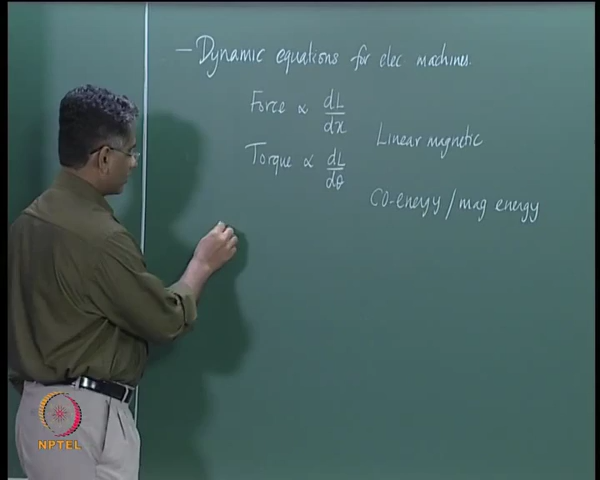 — Dynamic equations for elec machines.
Force ∝ dL/dx
Linear magnetic
Torque ∝ dL/dθ
Co-energy / mag energy
NPTEL